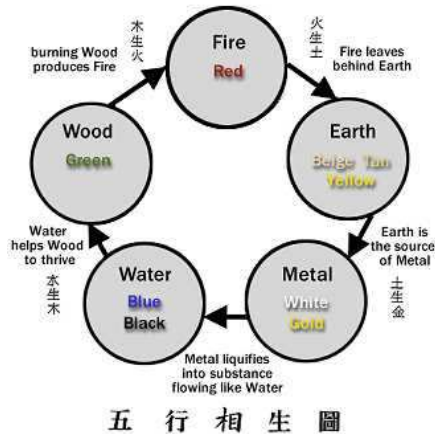 木生火
burning Wood
produces Fire
Fire
Red
火生土
Fire leaves
behind Earth
Earth
Beige Tan
Yellow
Earth is
the source
of Metal
土生金
Metal
White
Gold
Metal liquifies
into substance
flowing like Water
Water
Blue
Black
Water
helps Wood
to thrive
水生木
Wood
Green
五行相生圖